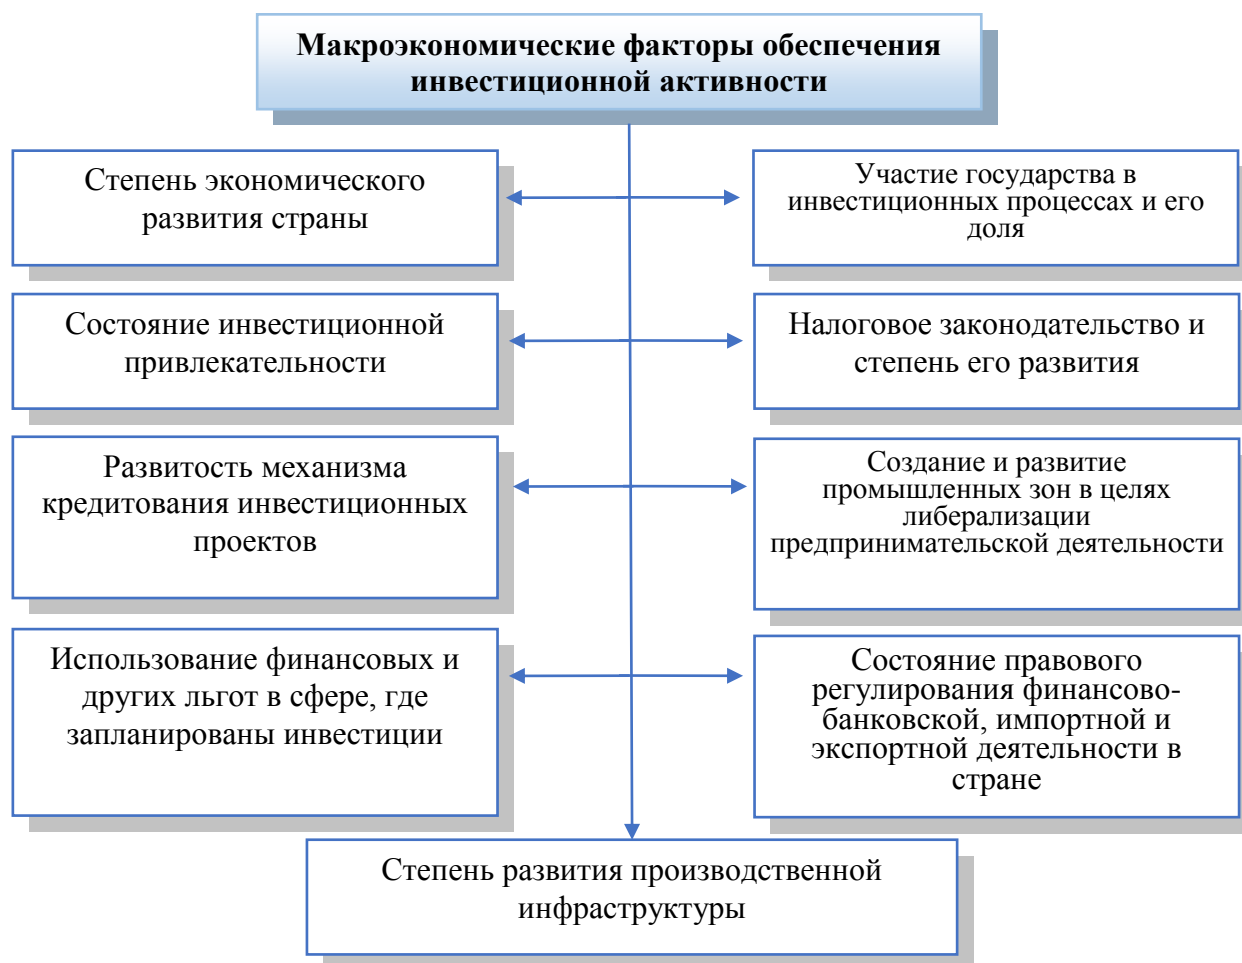 Макроэкономические факторы обеспечения
инвестиционной активности
Степень экономического
развития страны
Участие государства в
инвестиционных процессах и его
доля
Состояние инвестиционной
привлекательности
Налоговое законодательство и
степень его развития
Развитость механизма
кредитования инвестиционных
проектов
Создание и развитие
промышленных зон в целях
либерализации
предпринимательской деятельности
Использование финансовых и
других льгот в сфере, где
запланированы инвестиции
Состояние правового
регулирования финансово-
банковской, импортной и
экспортной деятельности в
стране
Степень развития производственной
инфраструктуры